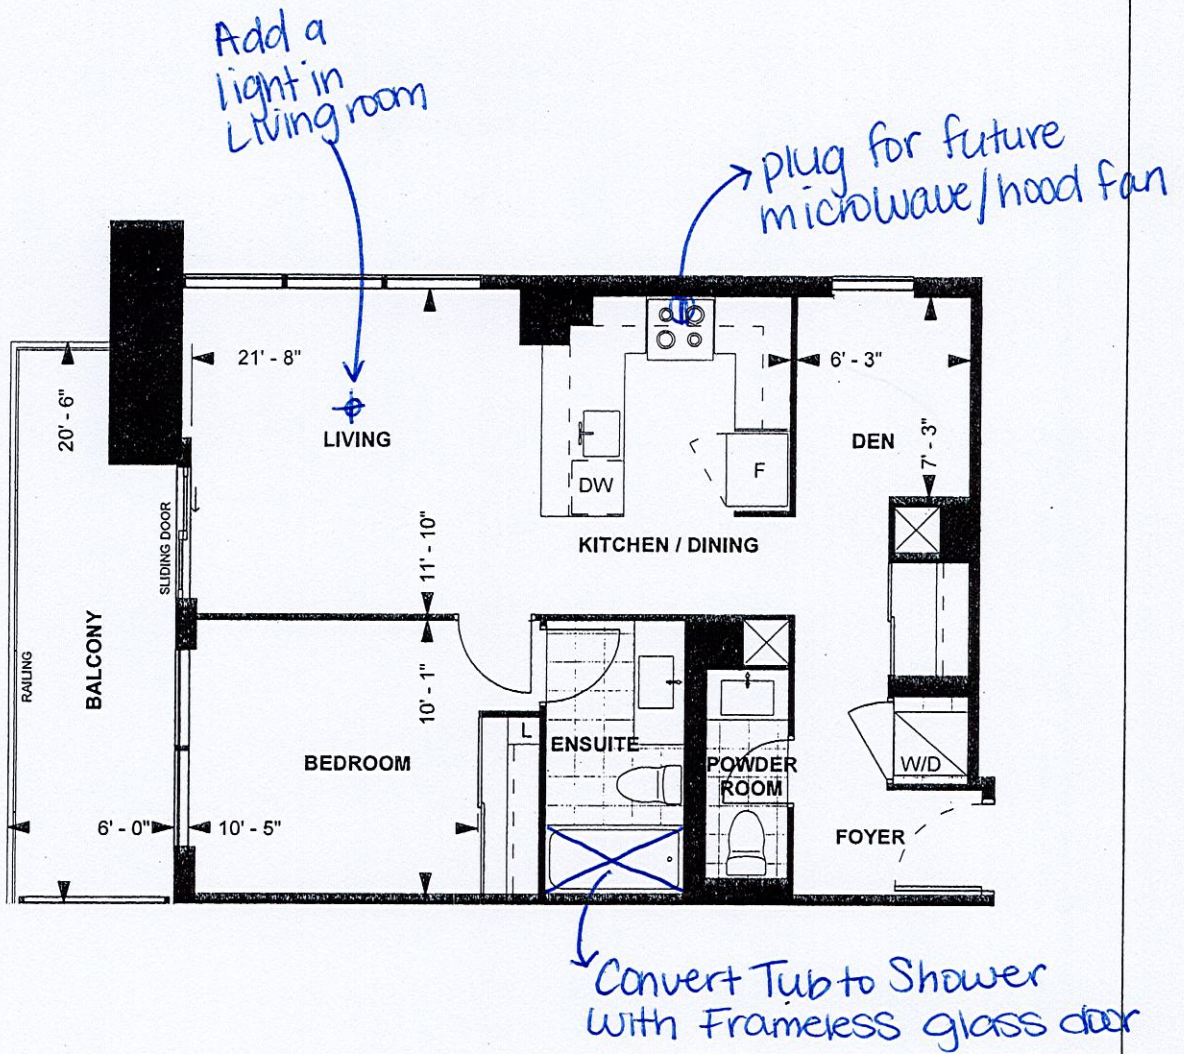 Add a
light in
Living room
plug for future
microwave/hood fan
21' - 8"
6' - 3"
20' - 6"
LIVING
DEN
7' - 3"
DW
F
SLIDING DOOR
11' - 10"
KITCHEN / DINING
RAILING
BALCONY
10' - 1"
L
ENSUITE
BEDROOM
POWDER
ROOM
W/D
6' - 0"
10' - 5"
FOYER
Convert Tub to Shower
with Frameless glass door